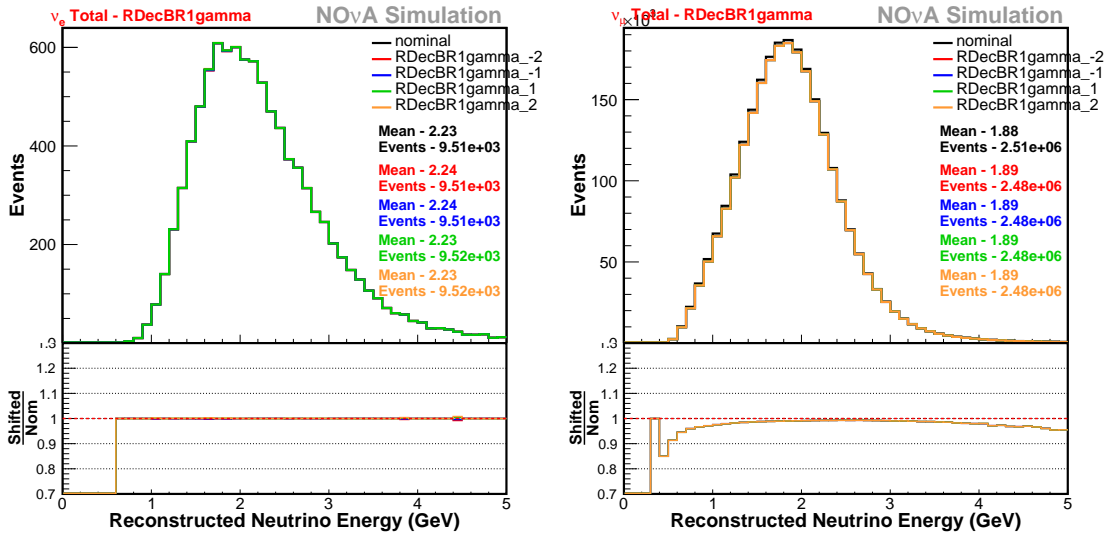 ν_e Total - RDecBR1gamma
NOνA Simulation
nominal
RDecBR1gamma_-2
RDecBR1gamma_-1
RDecBR1gamma_1
RDecBR1gamma_2
Mean - 2.23
Events - 9.51e+03
Mean - 2.24
Events - 9.51e+03
Mean - 2.24
Events - 9.51e+03
Mean - 2.23
Events - 9.52e+03
Mean - 2.23
Events - 9.52e+03
Events
600
400
200
Shifted
Nom
1.3
1.2
1.1
1
0.9
0.8
0.7
0 1 2 3 4 5
Reconstructed Neutrino Energy (GeV)
ν_μ Total - RDecBR1gamma
×10³
NOνA Simulation
nominal
RDecBR1gamma_-2
RDecBR1gamma_-1
RDecBR1gamma_1
RDecBR1gamma_2
Mean - 1.88
Events - 2.51e+06
Mean - 1.89
Events - 2.48e+06
Mean - 1.89
Events - 2.48e+06
Mean - 1.89
Events - 2.48e+06
Mean - 1.89
Events - 2.48e+06
Events
150
100
50
Shifted
Nom
1.3
1.2
1.1
1
0.9
0.8
0.7
0 1 2 3 4 5
Reconstructed Neutrino Energy (GeV)